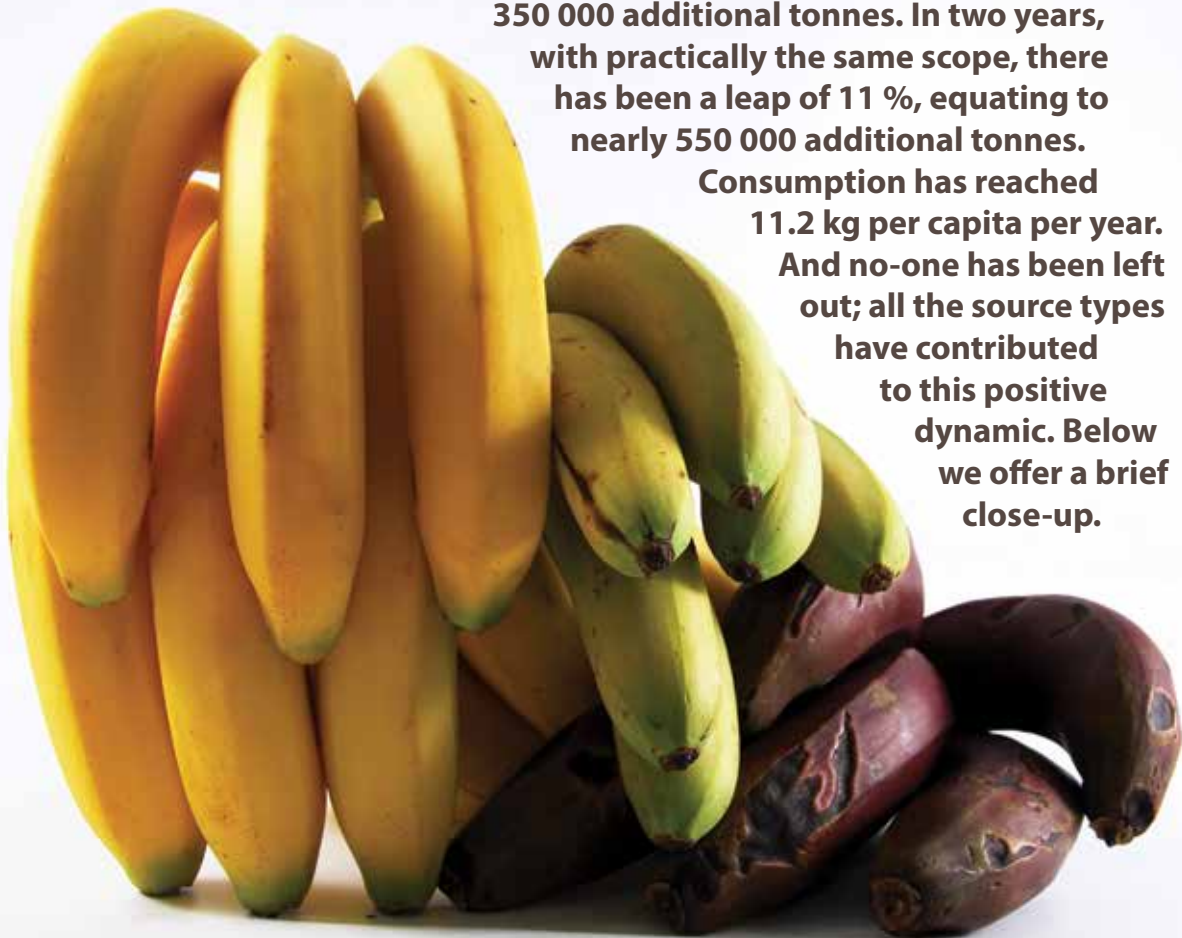 350 000 additional tonnes. In two years,
with practically the same scope, there
has been a leap of 11 %, equating to
nearly 550 000 additional tonnes.
Consumption has reached
11.2 kg per capita per year.
And no-one has been left
out; all the source types
have contributed
to this positive
dynamic. Below
we offer a brief
close-up.